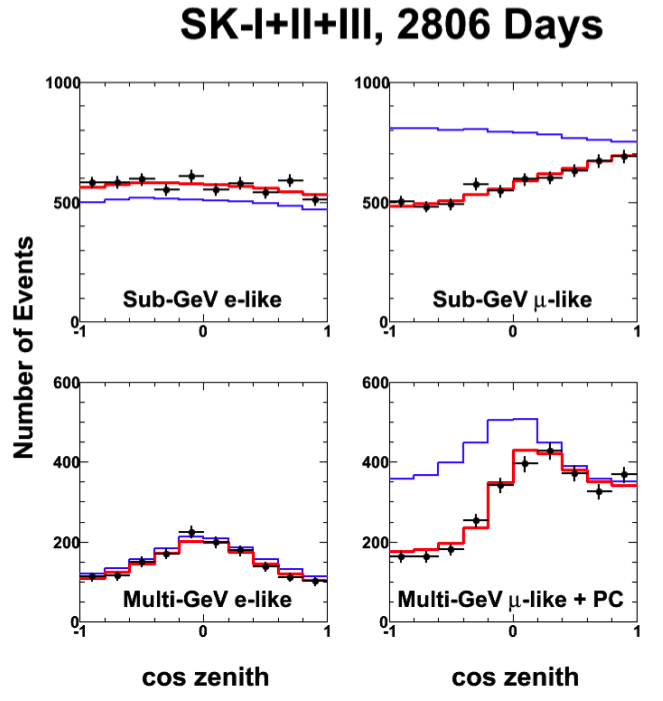 SK-I+II+III, 2806 Days
Number of Events
1000
500
0
-1 0 1
Sub-GeV e-like
1000
500
0
-1 0 1
Sub-GeV μ-like
600
400
200
0
-1 0 1
Multi-GeV e-like
cos zenith
600
400
200
0
-1 0 1
Multi-GeV μ-like + PC
cos zenith